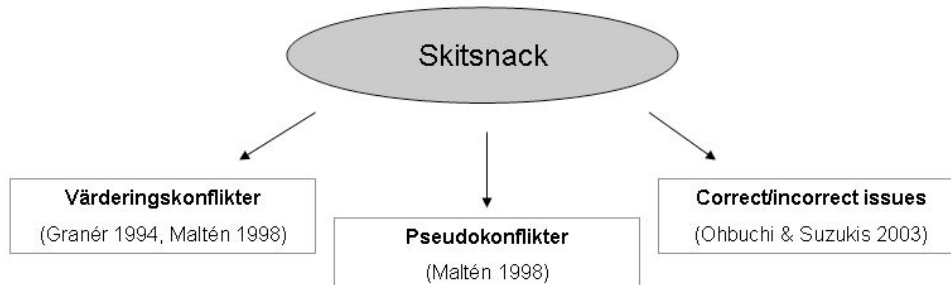 Skitsnack
Värderingskonflikter
(Granér 1994, Maltén 1998)
Pseudokonflikter
(Maltén 1998)
Correct/incorrect issues
(Ohbuchi & Suzukis 2003)